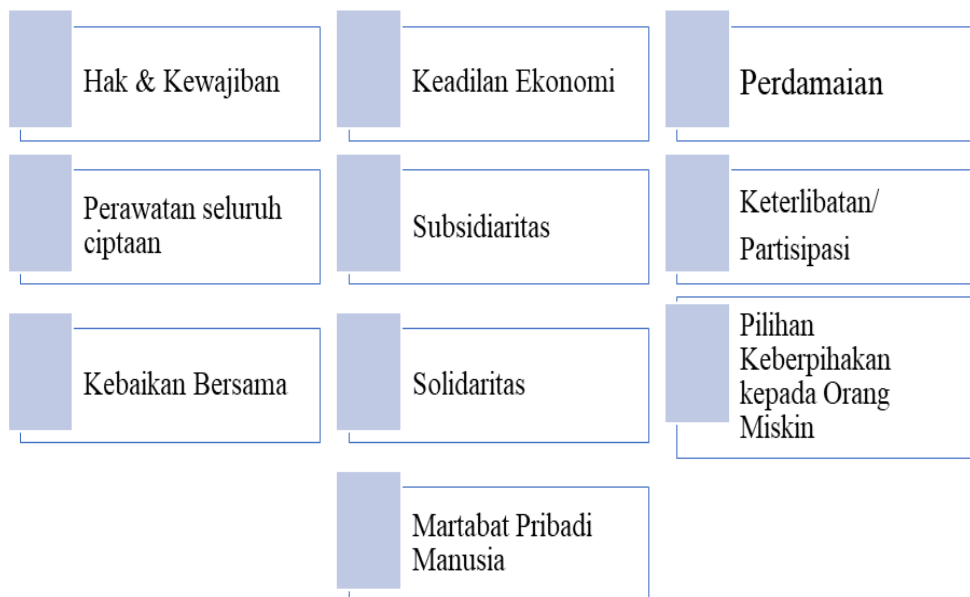 Hak & Kewajiban
Keadilan Ekonomi
Perdamaian
Perawatan seluruh
ciptaan
Subsidiaritas
Keterlibatan/
Partisipasi
Kebaikan Bersama
Solidaritas
Pilihan
Keberpihakan
kepada Orang
Miskin
Martabat Pribadi
Manusia